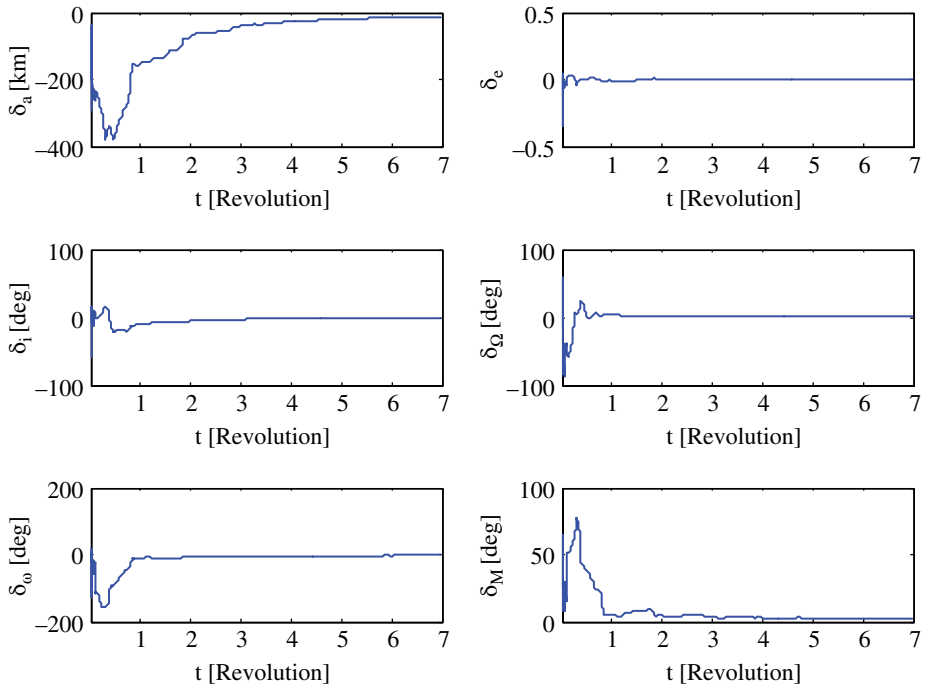 0
−200
−400
δa [km]
1 2 3 4 5 6 7
t [Revolution]
0.5
0
−0.5
δe
1 2 3 4 5 6 7
t [Revolution]
100
0
−100
δi [deg]
1 2 3 4 5 6 7
t [Revolution]
100
0
−100
δΩ [deg]
1 2 3 4 5 6 7
t [Revolution]
200
0
−200
δω [deg]
1 2 3 4 5 6 7
t [Revolution]
100
50
0
δM [deg]
1 2 3 4 5 6 7
t [Revolution]